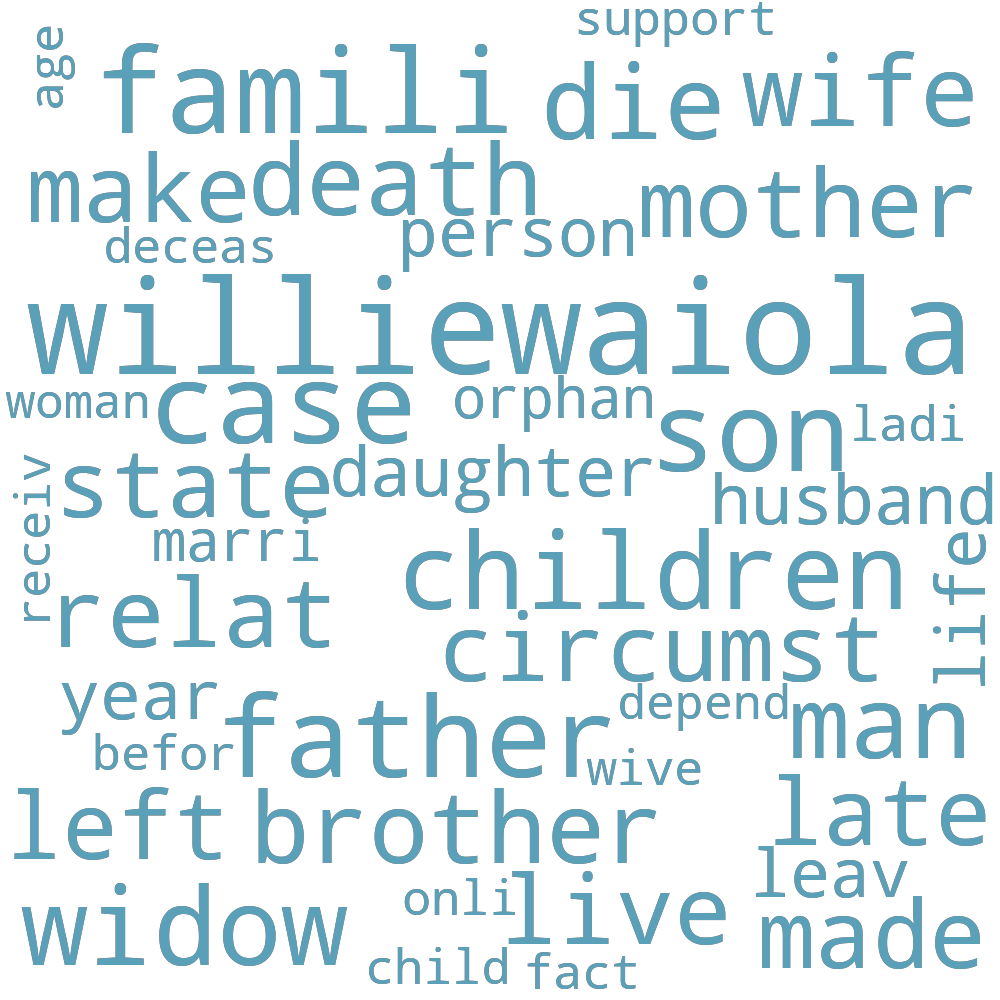 support
age
famili
die
wife
make
death
mother
person
deceas
williewaiola
woman
case
orphan
son
ladi
state
daughter
husband
receiv
marri
children
life
relat
circumst
year
father
depend
man
befor
wive
left
brother
late
leav
widow
onli
live
made
child
fact